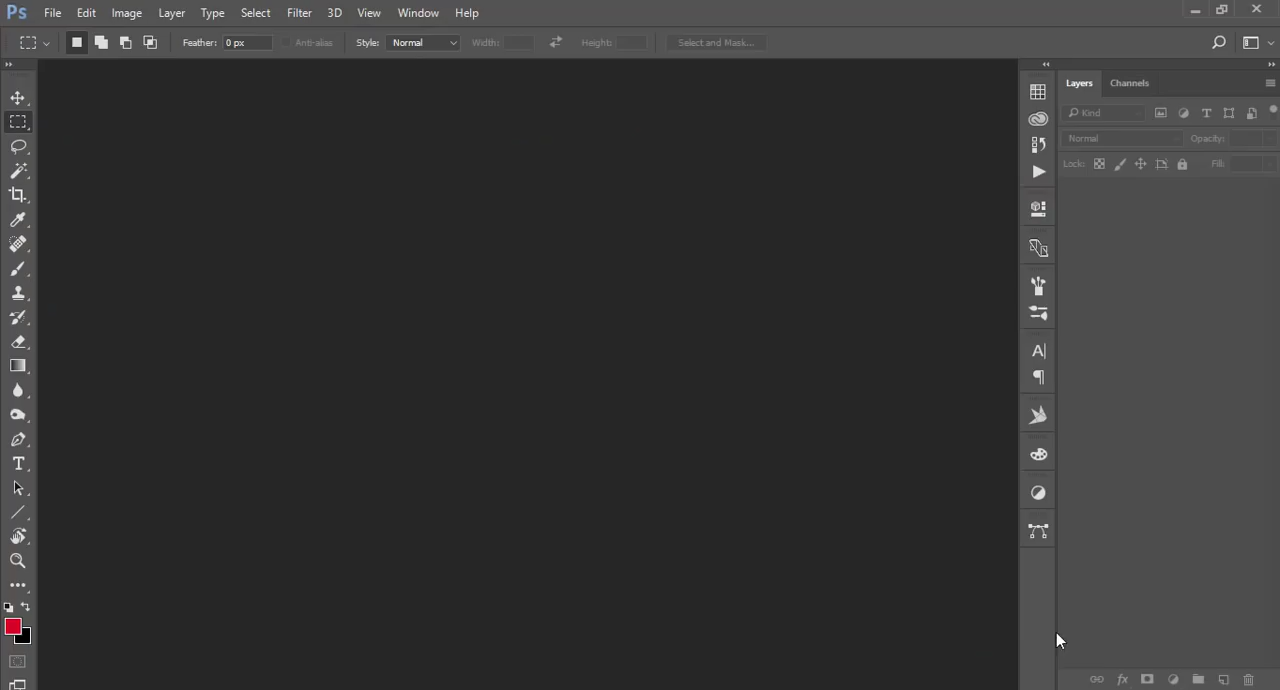 Ps File Edit Image Layer Type Select Filter 3D View Window Help
Feather: 0 px Anti-alias Style: Normal Width: Height: Select and Mask...
Layers Channels
Kind
Normal Opacity:
Lock: Fill: